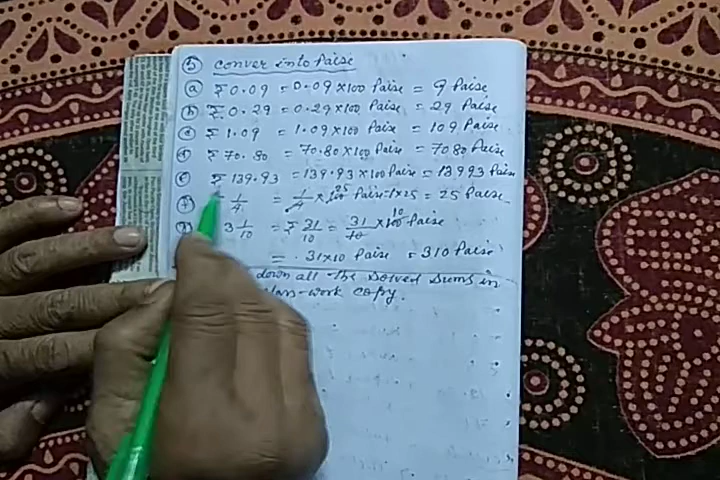 5 conver into Paise
a ₹ 0.09 = 0.09×100 Paise = 9 Paise
b ₹ 0.29 = 0.29×100 Paise = 29 Paise
c ₹ 1.09 = 1.09×100 Paise = 109 Paise
d ₹ 70.80 = 70.80×100 Paise = 7080 Paise
e ₹ 139.93 = 139.93×100 Paise = 13993 Paise
1/4 = 1/4 × 100 25 Paise = 1×25 = 25 Paise
3 1/10 = ₹ 31/10 = 31/10 × 100 10 Paise
= 31×10 Paise = 310 Paise
down all the Solved Sums in
work copy.